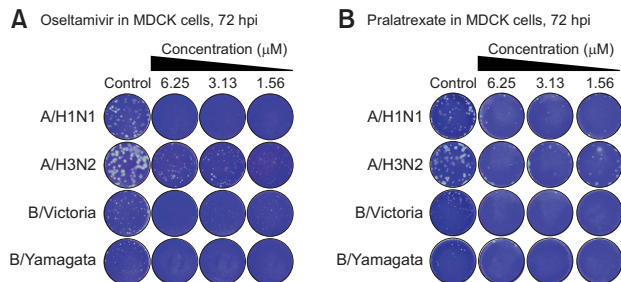 A Oseltamivir in MDCK cells, 72 hpi
Concentration (μM)
Control 6.25 3.13 1.56
A/H1N1
A/H3N2
B/Victoria
B/Yamagata
B Pralatrexate in MDCK cells, 72 hpi
Concentration (μM)
Control 6.25 3.13 1.56
A/H1N1
A/H3N2
B/Victoria
B/Yamagata